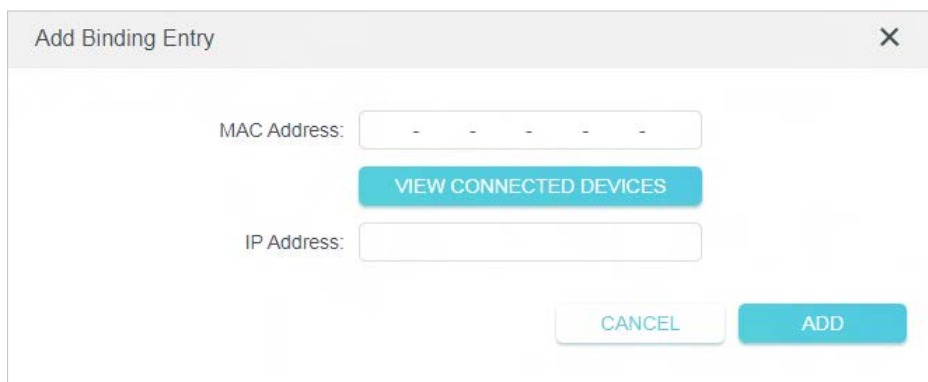 Add Binding Entry ×
MAC Address: - - - - -
VIEW CONNECTED DEVICES
IP Address:
CANCEL ADD